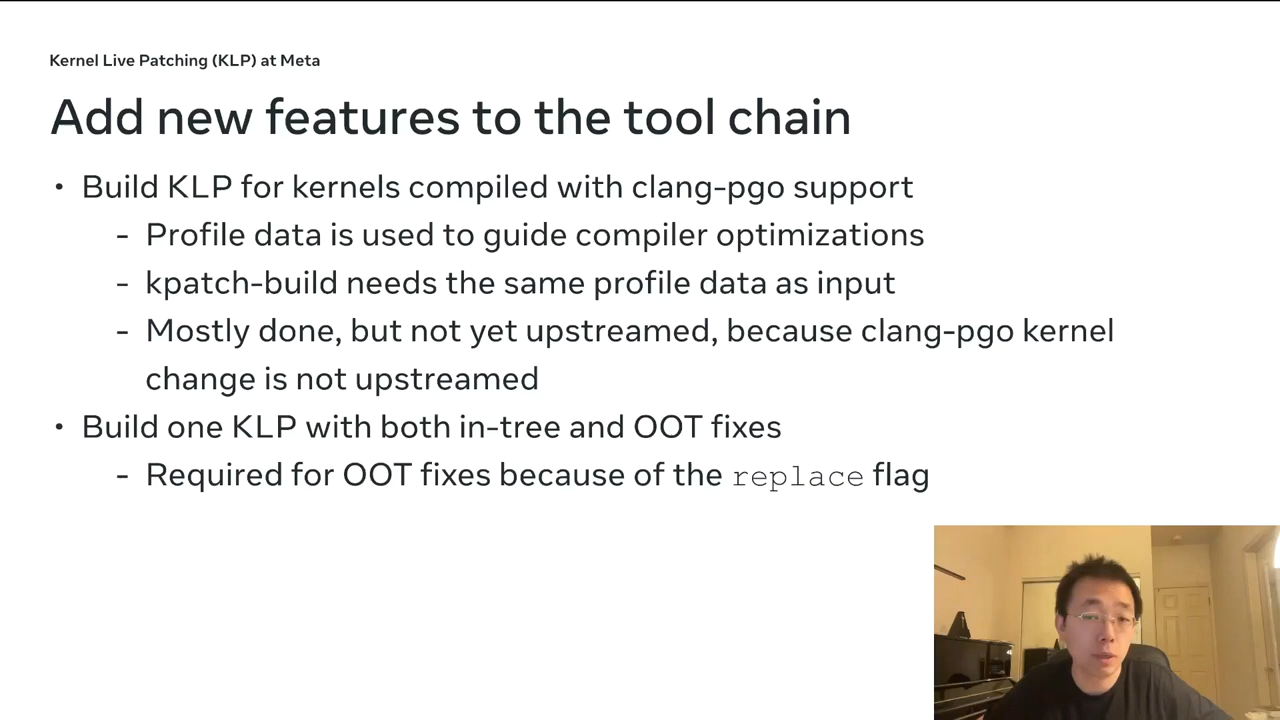 Kernel Live Patching (KLP) at Meta
Add new features to the tool chain
• Build KLP for kernels compiled with clang-pgo support
- Profile data is used to guide compiler optimizations
- kpatch-build needs the same profile data as input
- Mostly done, but not yet upstreamed, because clang-pgo kernel
change is not upstreamed
• Build one KLP with both in-tree and OOT fixes
- Required for OOT fixes because of the replace flag